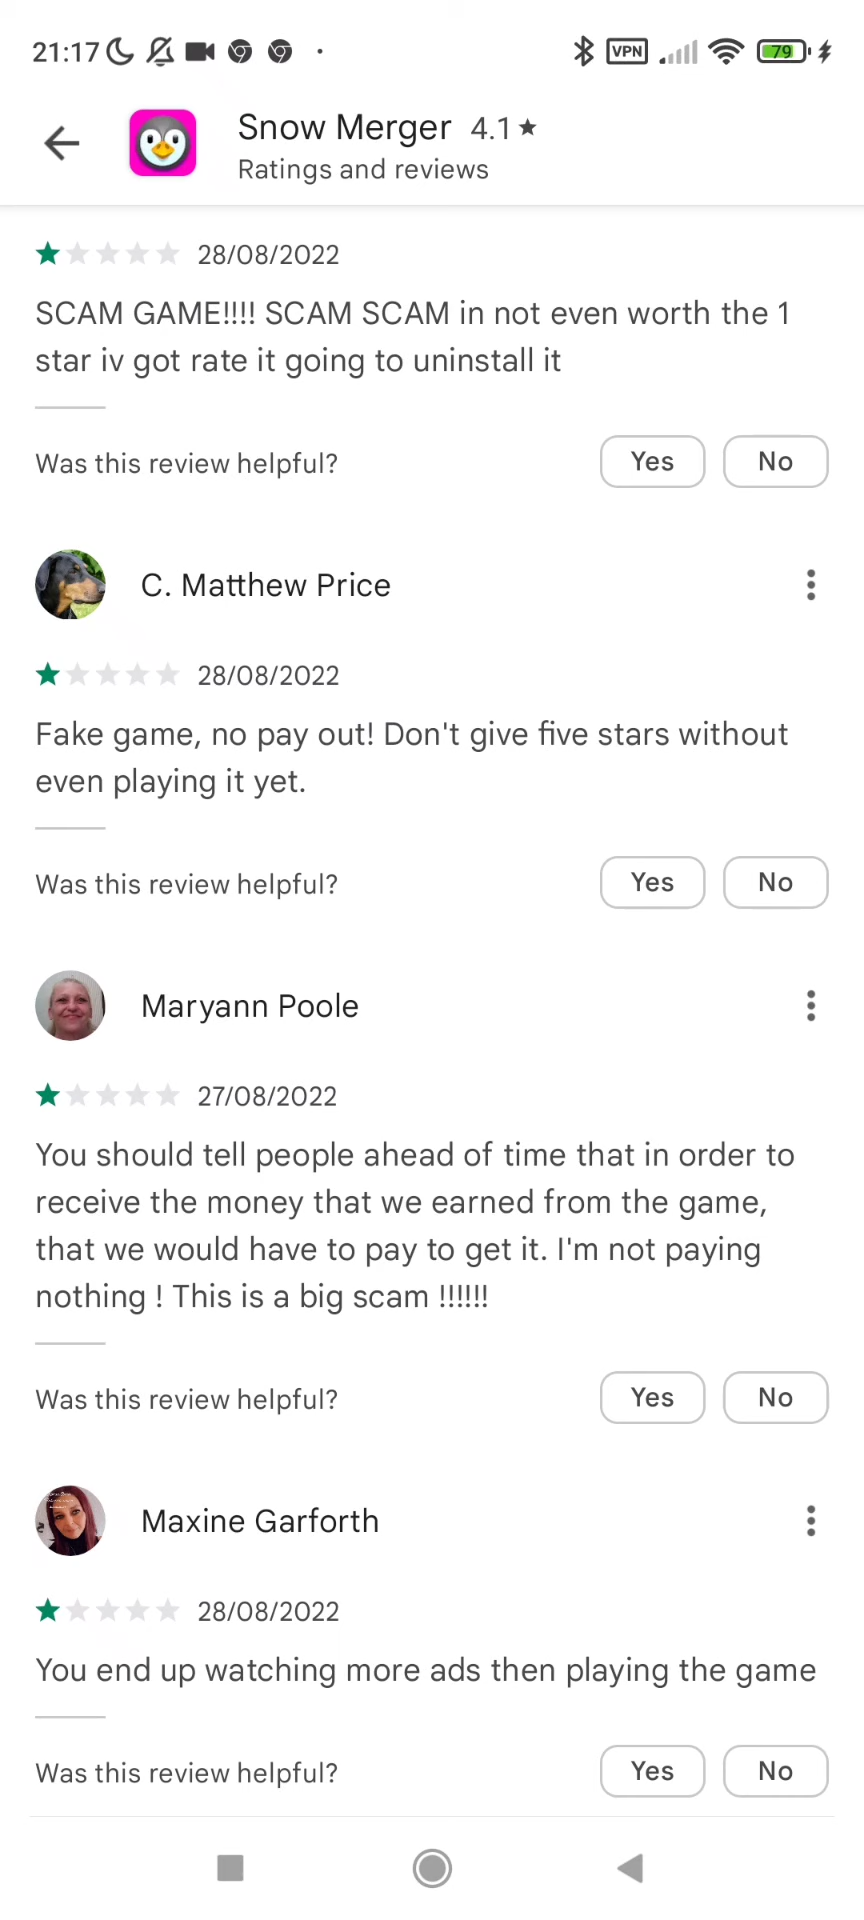 21:17
VPN
79
Snow Merger 4.1★
Ratings and reviews
28/08/2022
SCAM GAME!!!! SCAM SCAM in not even worth the 1
star iv got rate it going to uninstall it
Was this review helpful? Yes No
C. Matthew Price
28/08/2022
Fake game, no pay out! Don't give five stars without
even playing it yet.
Was this review helpful? Yes No
Maryann Poole
27/08/2022
You should tell people ahead of time that in order to
receive the money that we earned from the game,
that we would have to pay to get it. I'm not paying
nothing ! This is a big scam !!!!!!
Was this review helpful? Yes No
Maxine Garforth
28/08/2022
You end up watching more ads then playing the game
Was this review helpful? Yes No